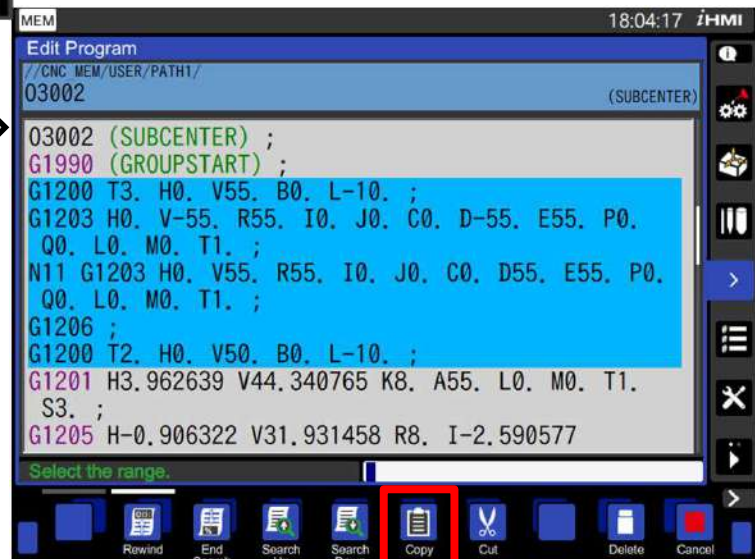 MEM 18:04:17 iHMI
Edit Program
//CNC_MEM/USER/PATH1/
O3002 (SUBCENTER)
O3002 (SUBCENTER) ;
G1990 (GROUPSTART) ;
G1200 T3. H0. V55. B0. L-10. ;
G1203 H0. V-55. R55. I0. J0. C0. D-55. E55. P0.
Q0. L0. M0. T1. ;
N11 G1203 H0. V55. R55. I0. J0. C0. D55. E55. P0.
Q0. L0. M0. T1. ;
G1206 ;
G1200 T2. H0. V50. B0. L-10. ;
G1201 H3.962639 V44.340765 K8. A55. L0. M0. T1.
S3. ;
G1205 H-0.906322 V31.931458 R8. I-2.590577
Select the range.
Rewind End Search Search Copy Cut Delete Cancel